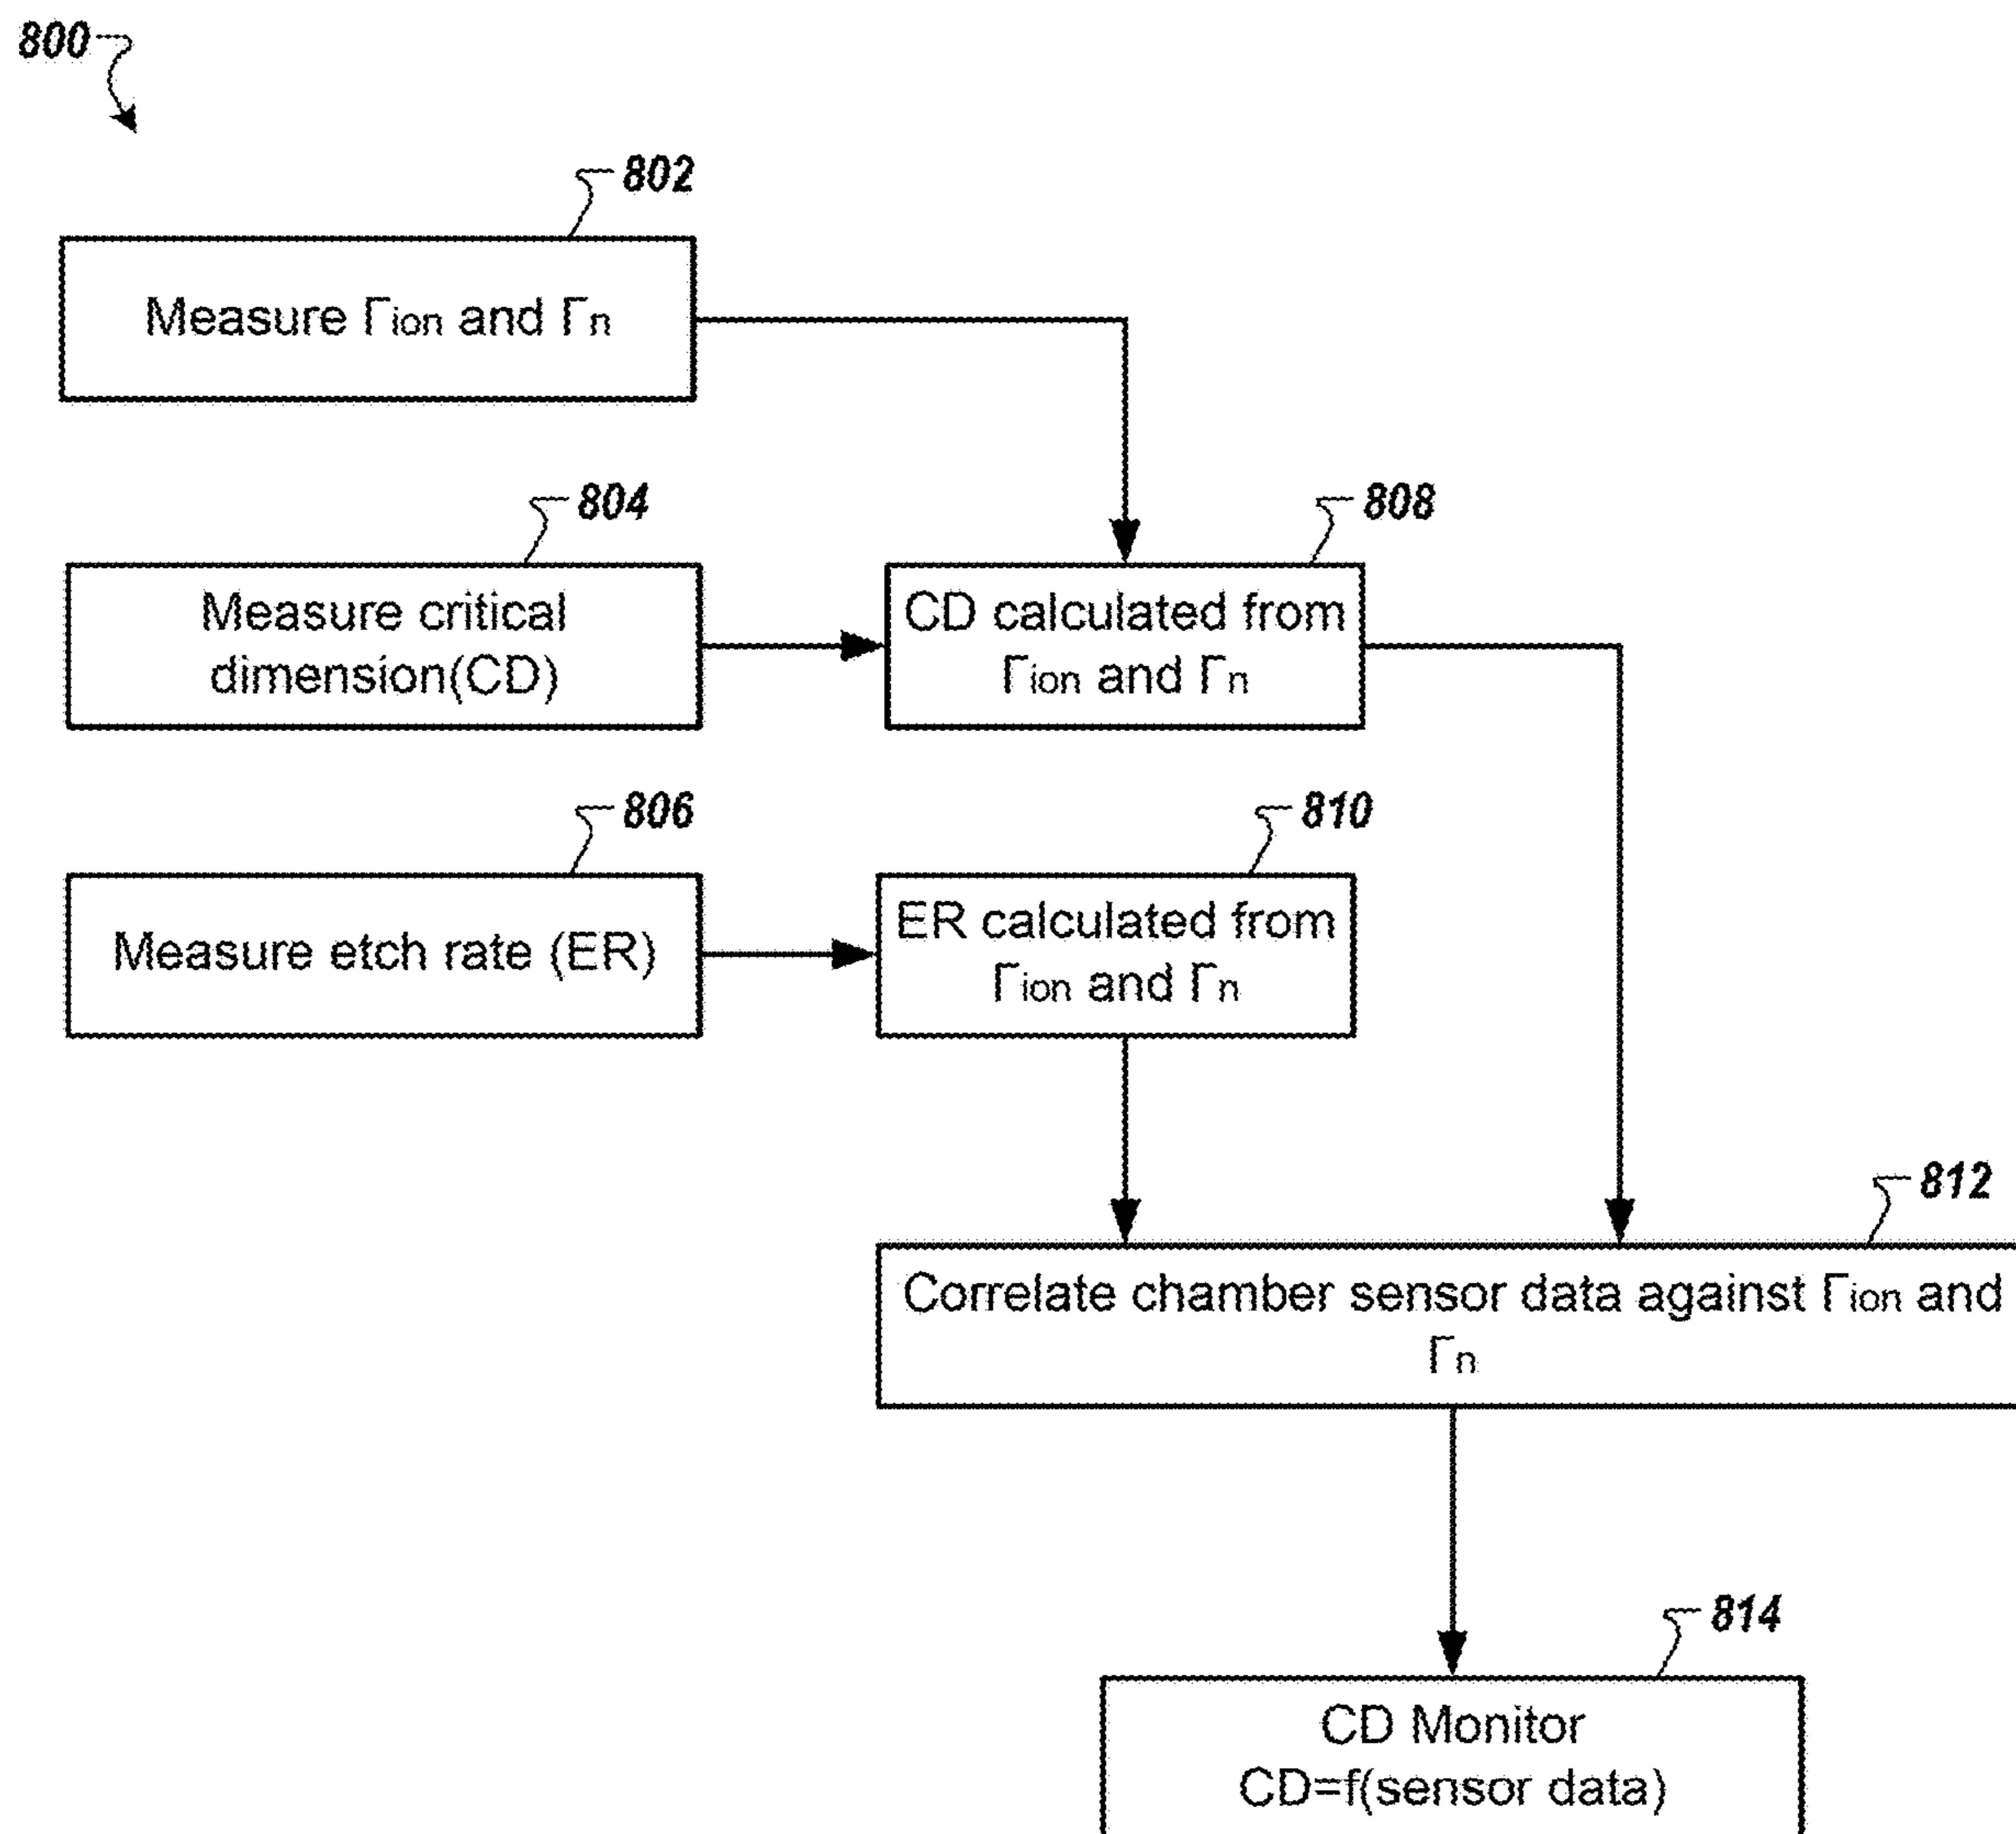 800
802
Measure Γion and Γn
804
Measure critical
dimension(CD)
808
CD calculated from
Γion and Γn
806
Measure etch rate (ER)
810
ER calculated from
Γion and Γn
812
Correlate chamber sensor data against Γion and
Γn
814
CD Monitor
CD=f(sensor data)